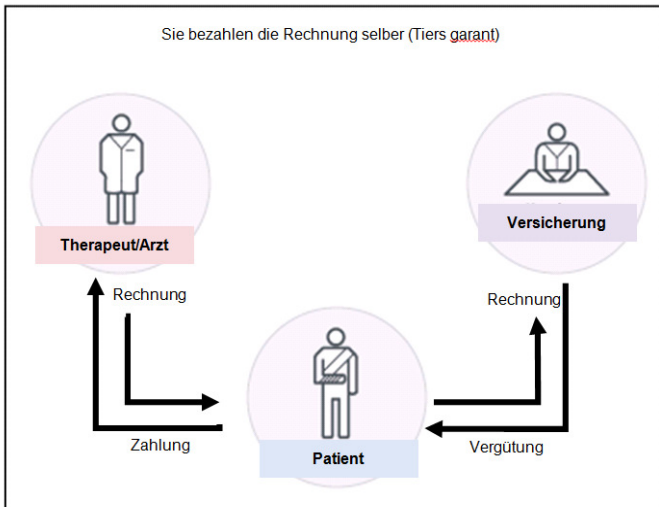 Sie bezahlen die Rechnung selber (Tiers garant)
Therapeut/Arzt
Versicherung
Rechnung
Rechnung
Zahlung
Patient
Vergütung